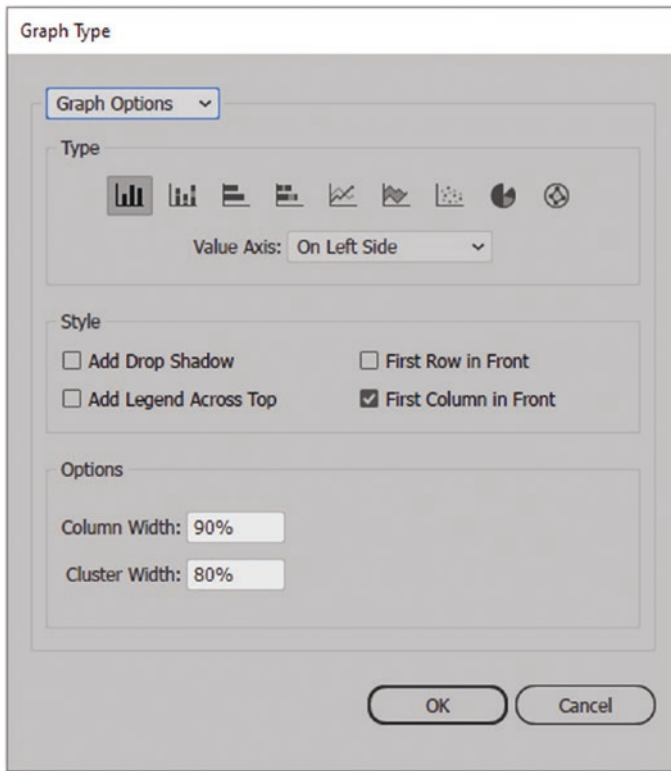 Graph Type
Graph Options
Type
Value Axis: On Left Side
Style
Add Drop Shadow First Row in Front
Add Legend Across Top First Column in Front
Options
Column Width: 90%
Cluster Width: 80%
OK Cancel